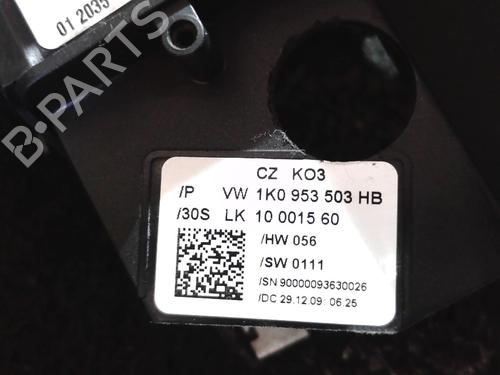 01 2035
B-PARTS
CZ KO3
/P VW 1K0 953 503 HB
/30S LK 10 0015 60
/HW 056
/SW 0111
/SN 90000093630026
/DC 29.12.09 06:25